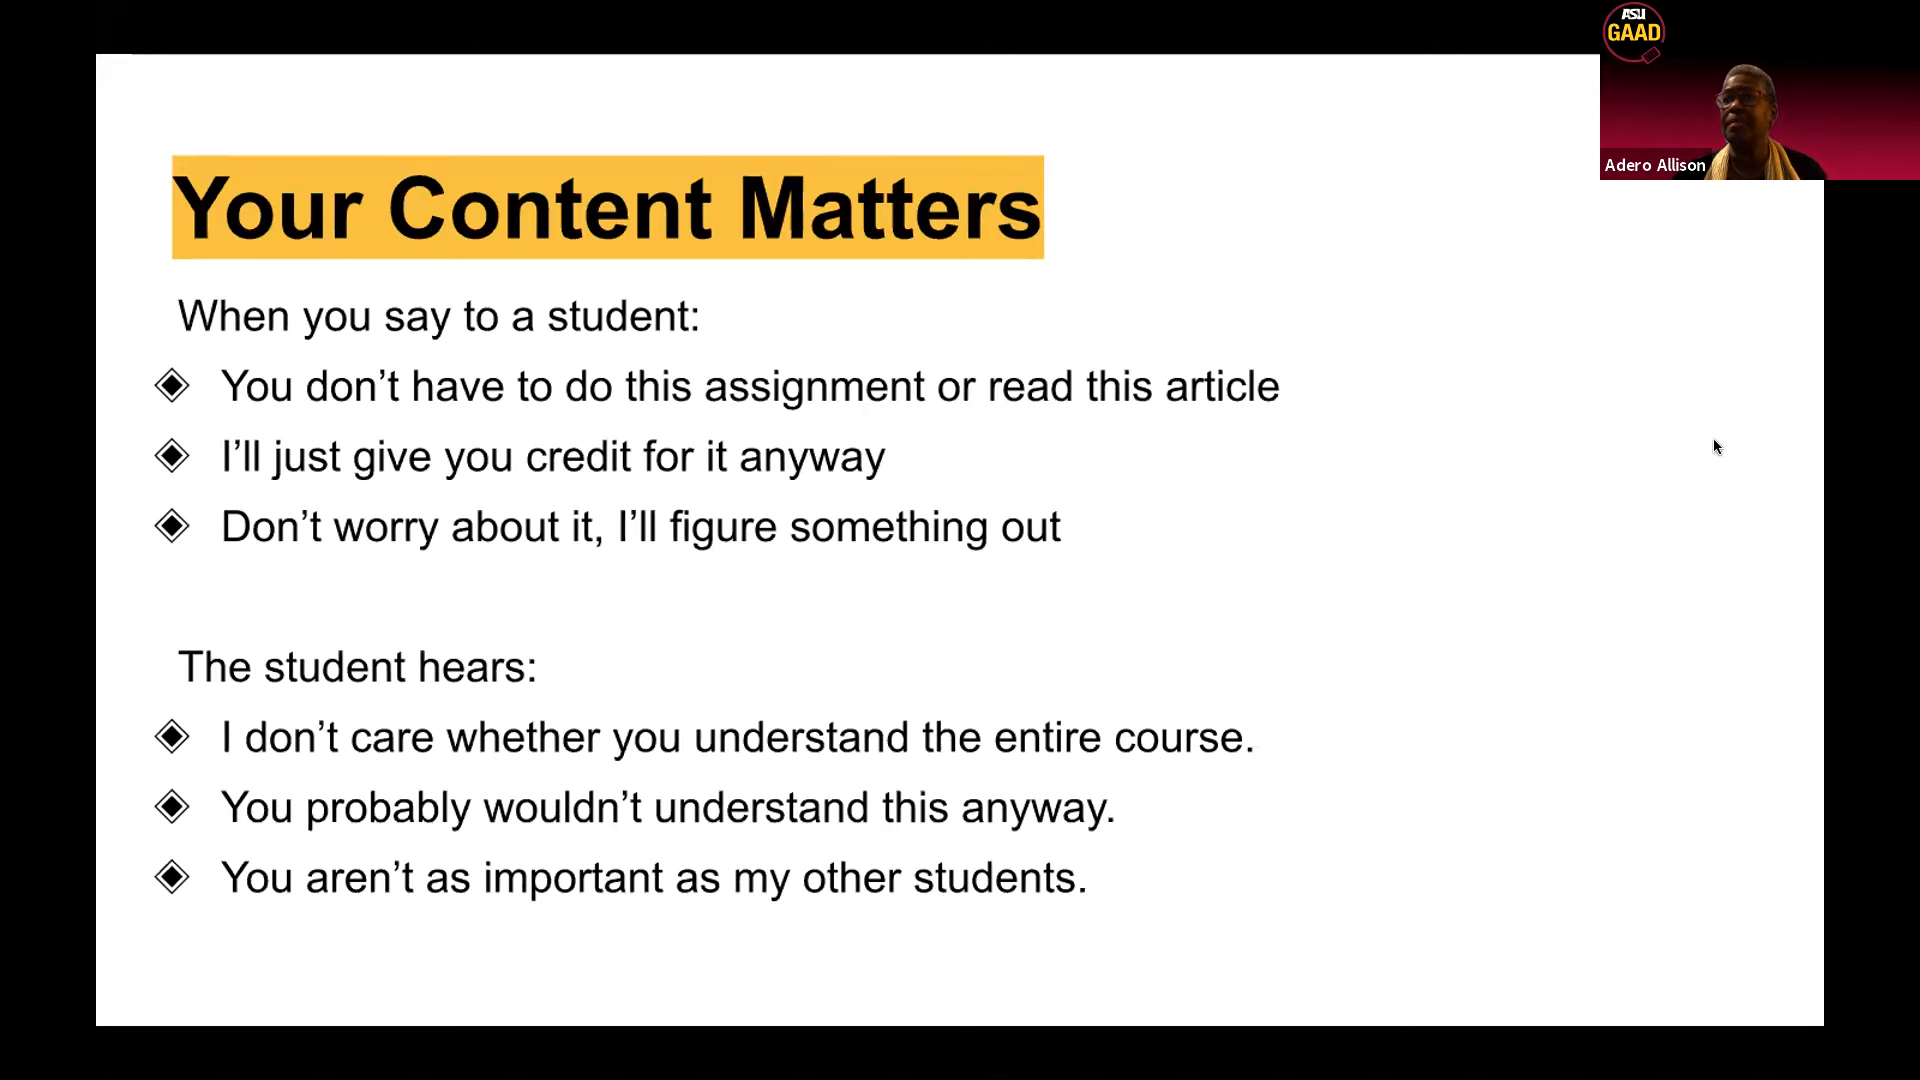 ASU
GAAD
Adero Allison
Your Content Matters
When you say to a student:
You don’t have to do this assignment or read this article
I’ll just give you credit for it anyway
Don’t worry about it, I’ll figure something out
The student hears:
I don’t care whether you understand the entire course.
You probably wouldn’t understand this anyway.
You aren’t as important as my other students.